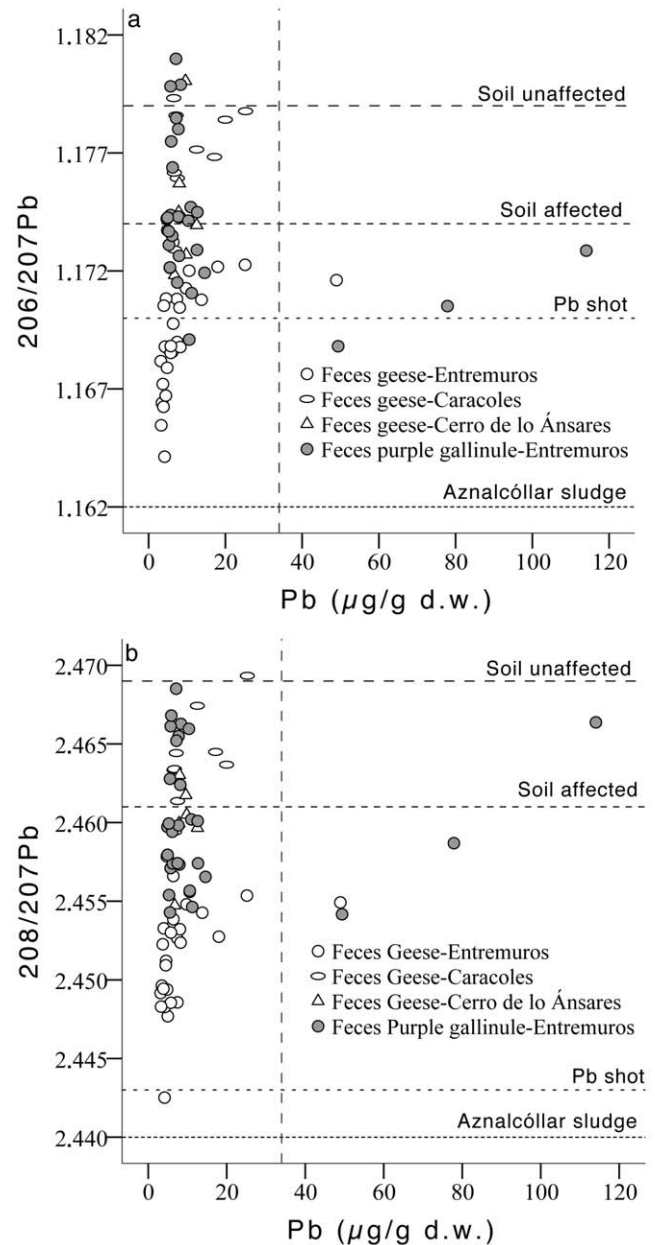 a
1.182
Soil unaffected
1.177
Soil affected
1.172
Pb shot
1.167
Feces geese-Entremuros
Feces geese-Caracoles
Feces geese-Cerro de lo Ánsares
Feces purple gallinule-Entremuros
1.162
Aznalcóllar sludge
206/207Pb
0 20 40 60 80 100 120
Pb (µg/g d.w.)
b
2.470
Soil unaffected
2.465
Soil affected
2.460
2.455
Feces Geese-Entremuros
2.450
Feces Geese-Caracoles
Feces Geese-Cerro de lo Ánsares
Feces Purple gallinule-Entremuros
2.445
Pb shot
2.440
Aznalcóllar sludge
208/207Pb
0 20 40 60 80 100 120
Pb (µg/g d.w.)